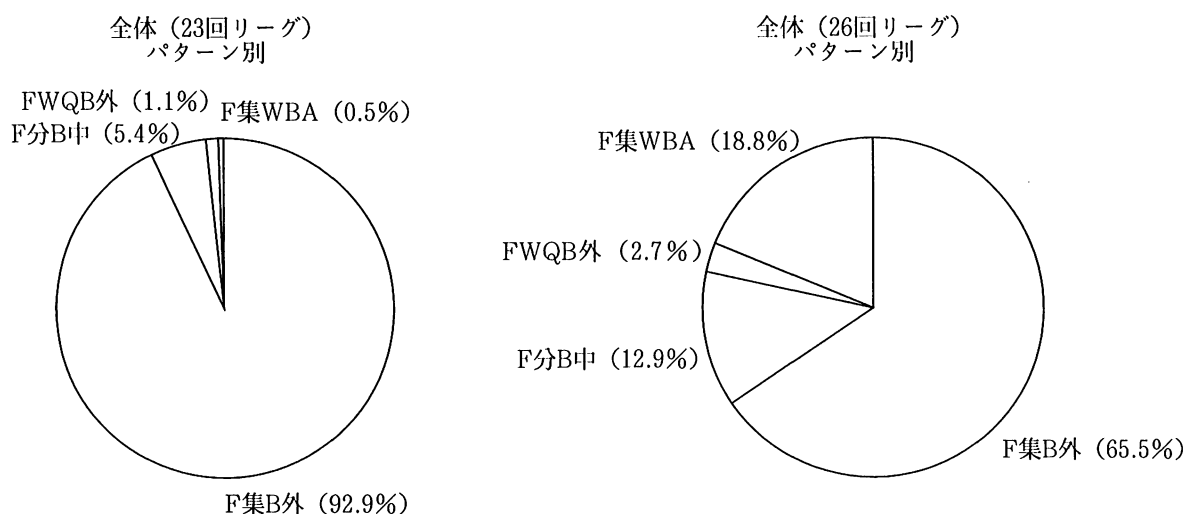 全体（23回リーグ）
パターン別
FWQB外（1.1%）
F集WBA（0.5%）
F分B中（5.4%）
F集B外（92.9%）
全体（26回リーグ）
パターン別
F集WBA（18.8%）
FWQB外（2.7%）
F分B中（12.9%）
F集B外（65.5%）